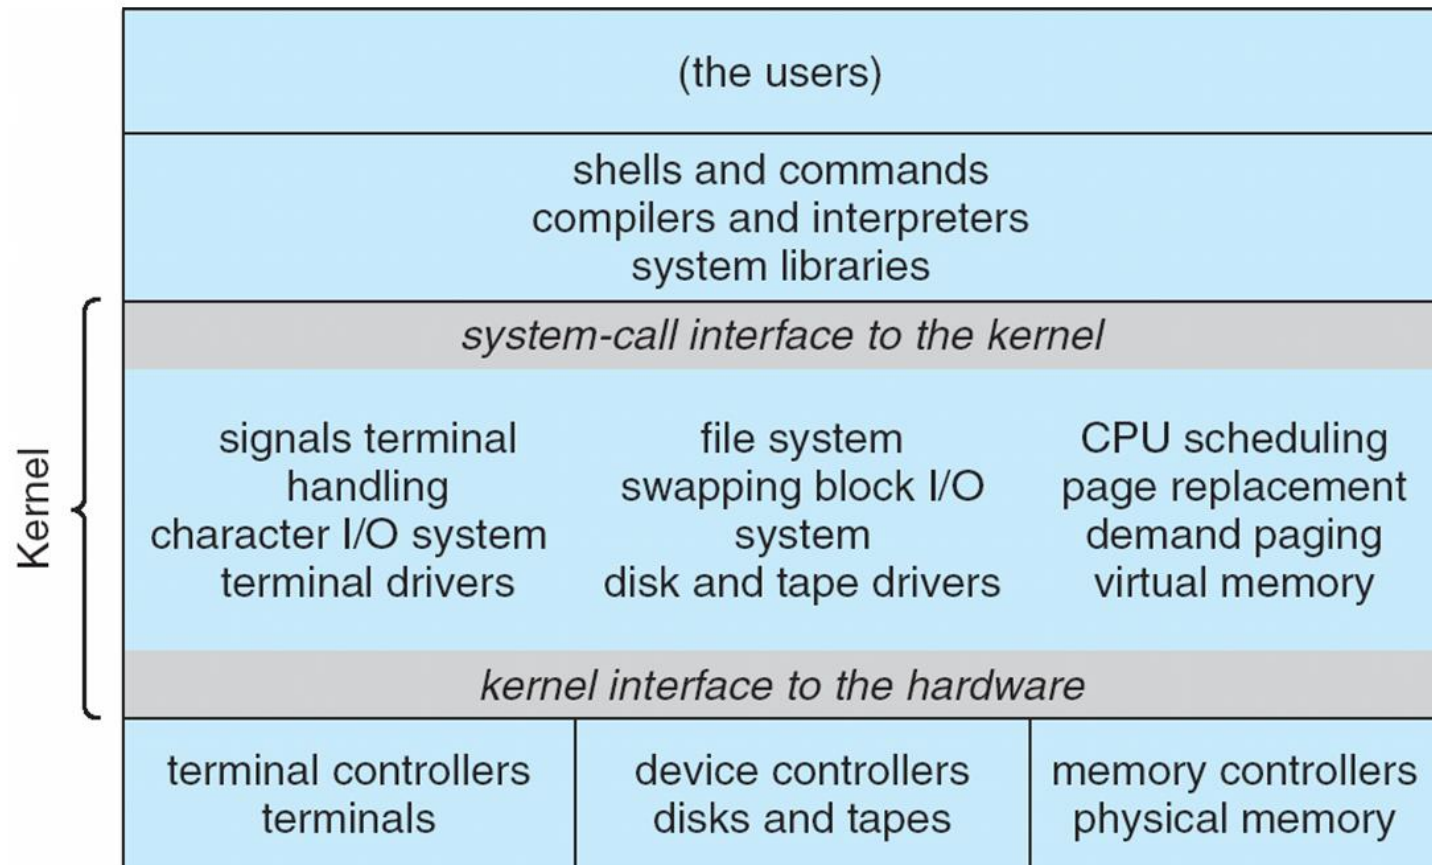 (the users)
shells and commands
compilers and interpreters
system libraries
Kernel
system-call interface to the kernel
signals terminal
handling
character I/O system
terminal drivers
file system
swapping block I/O
system
disk and tape drivers
CPU scheduling
page replacement
demand paging
virtual memory
kernel interface to the hardware
terminal controllers
terminals
device controllers
disks and tapes
memory controllers
physical memory